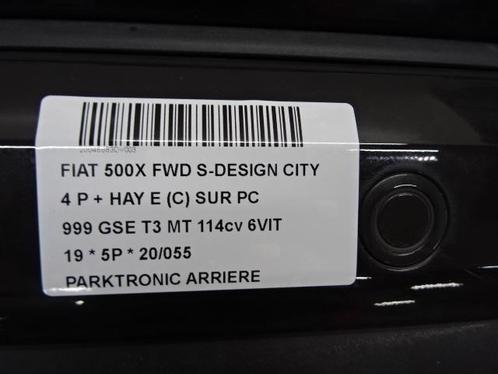 20046683DV003
FIAT 500X FWD S-DESIGN CITY
4 P + HAY E (C) SUR PC
999 GSE T3 MT 114cv 6VIT
19 * 5P * 20/055
PARKTRONIC ARRIERE